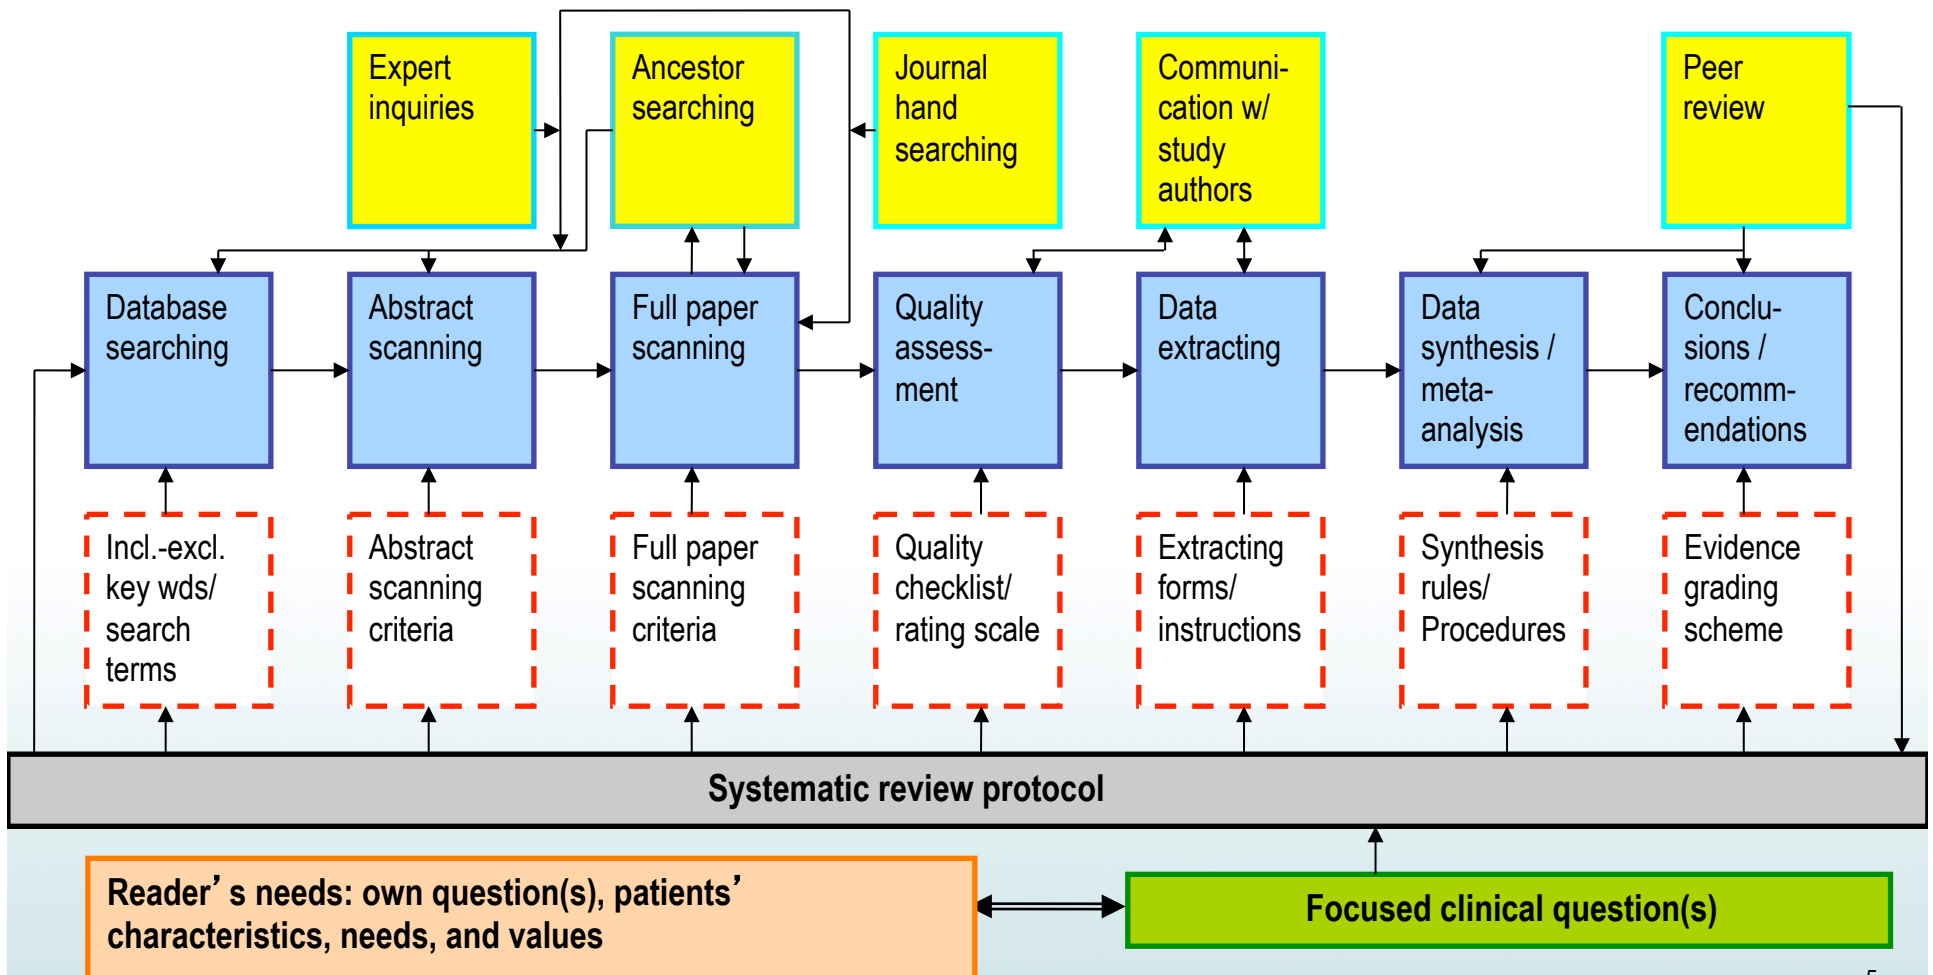 Expert
inquiries
Ancestor
searching
Journal
hand
searching
Communi-
cation w/
study
authors
Peer
review
Database
searching
Abstract
scanning
Full paper
scanning
Quality
assess-
ment
Data
extracting
Data
synthesis /
meta-
analysis
Conclu-
sions /
recomm-
endations
Incl.-excl.
key wds/
search
terms
Abstract
scanning
criteria
Full paper
scanning
criteria
Quality
checklist/
rating scale
Extracting
forms/
instructions
Synthesis
rules/
Procedures
Evidence
grading
scheme
Systematic review protocol
Reader’ s needs: own question(s), patients’
characteristics, needs, and values
Focused clinical question(s)